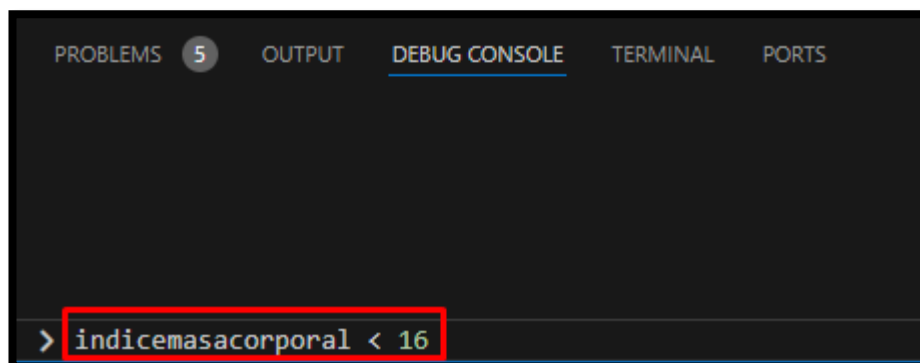 PROBLEMS 5 OUTPUT DEBUG CONSOLE TERMINAL PORTS
> indicemasacorporal < 16